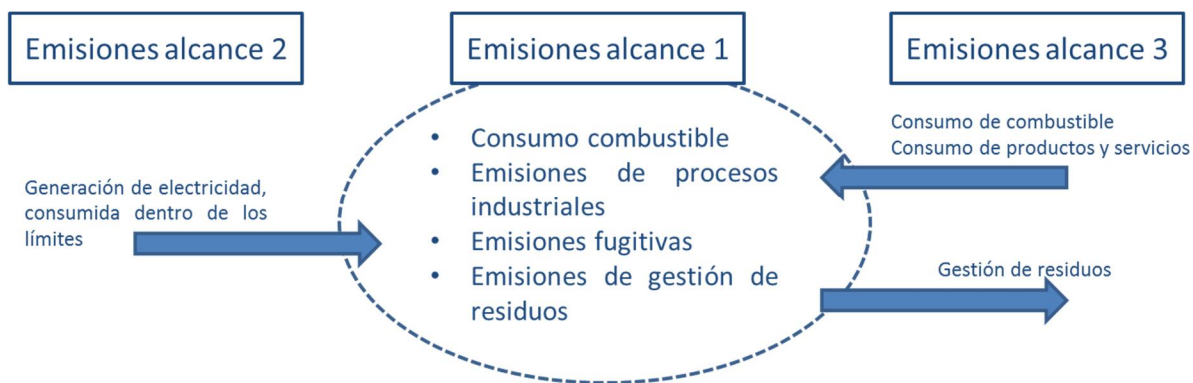 Emisiones alcance 2
Emisiones alcance 1
Emisiones alcance 3
Generación de electricidad,
consumida dentro de los
límites
• Consumo combustible
• Emisiones de procesos
industriales
• Emisiones fugitivas
• Emisiones de gestión de
residuos
Consumo de combustible
Consumo de productos y servicios
Gestión de residuos